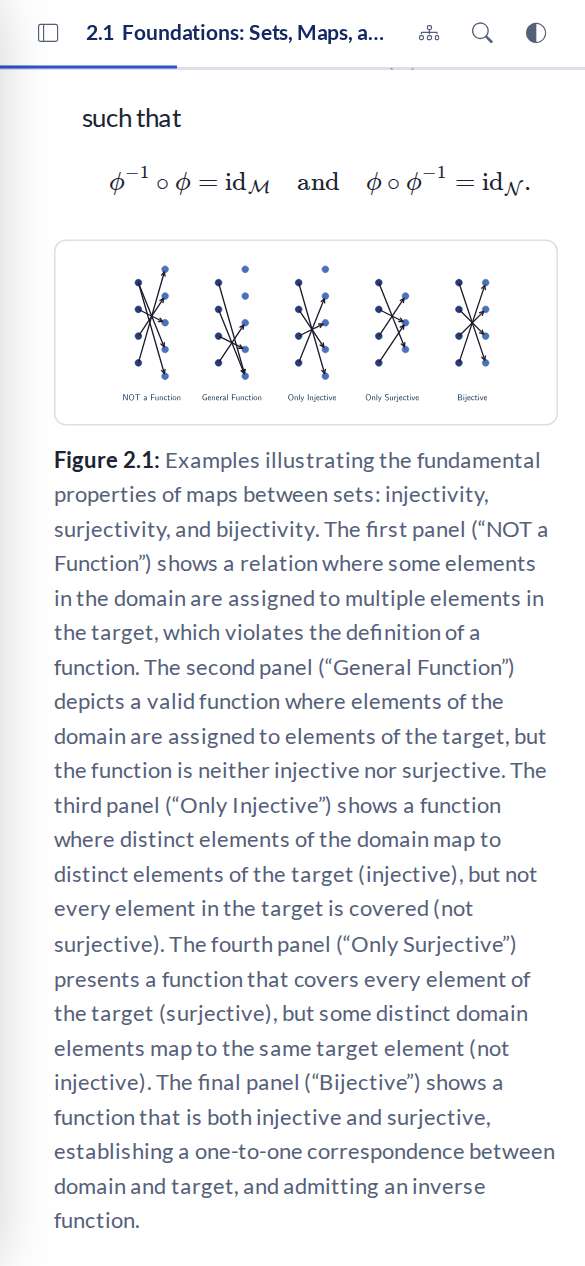 2.1 Foundations: Sets, Maps, a...
such that
ϕ⁻¹ ∘ ϕ = id_ℳ and ϕ ∘ ϕ⁻¹ = id_𝒩.
NOT a Function General Function Only Injective Only Surjective Bijective
Figure 2.1: Examples illustrating the fundamental
properties of maps between sets: injectivity,
surjectivity, and bijectivity. The first panel (“NOT a
Function”) shows a relation where some elements
in the domain are assigned to multiple elements in
the target, which violates the definition of a
function. The second panel (“General Function”)
depicts a valid function where elements of the
domain are assigned to elements of the target, but
the function is neither injective nor surjective. The
third panel (“Only Injective”) shows a function
where distinct elements of the domain map to
distinct elements of the target (injective), but not
every element in the target is covered (not
surjective). The fourth panel (“Only Surjective”)
presents a function that covers every element of
the target (surjective), but some distinct domain
elements map to the same target element (not
injective). The final panel (“Bijective”) shows a
function that is both injective and surjective,
establishing a one-to-one correspondence between
domain and target, and admitting an inverse
function.